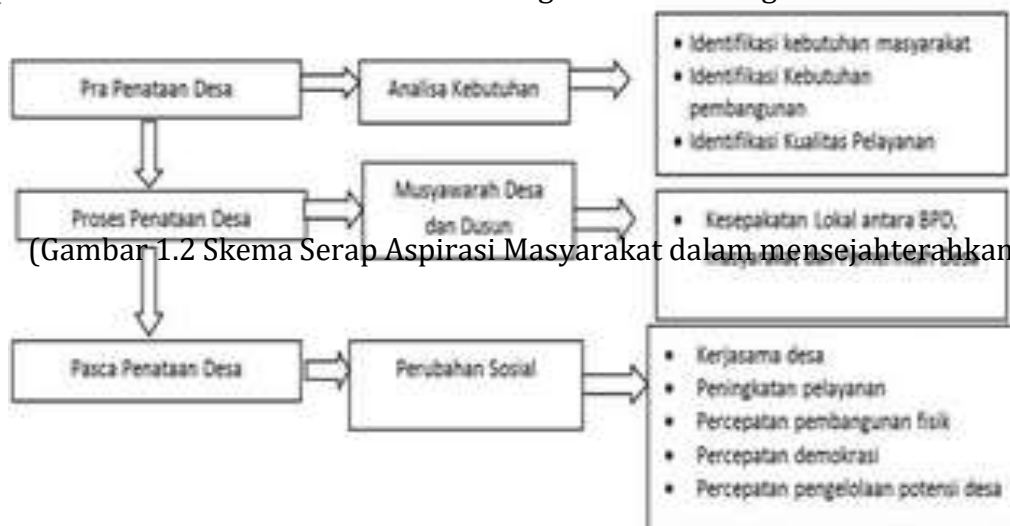 Pra Penataan Desa
Analisa Kebutuhan
• Identifikasi kebutuhan masyarakat
• Identifikasi Kebutuhan
pembangunan
• Identifikasi Kualitas Pelayanan
Proses Penataan Desa
Musyawarah Desa
dan Dusun
• Kesepakatan Lokal antara BPD,
(Gambar 1.2 Skema Serap Aspirasi Masyarakat dalam mensejahterahkan
Pasca Penataan Desa
Perubahan Sosial
• Kerjasama desa
• Peningkatan pelayanan
• Percepatan pembangunan fisik
• Percepatan demokrasi
• Percepatan pengelolaan potensi desa